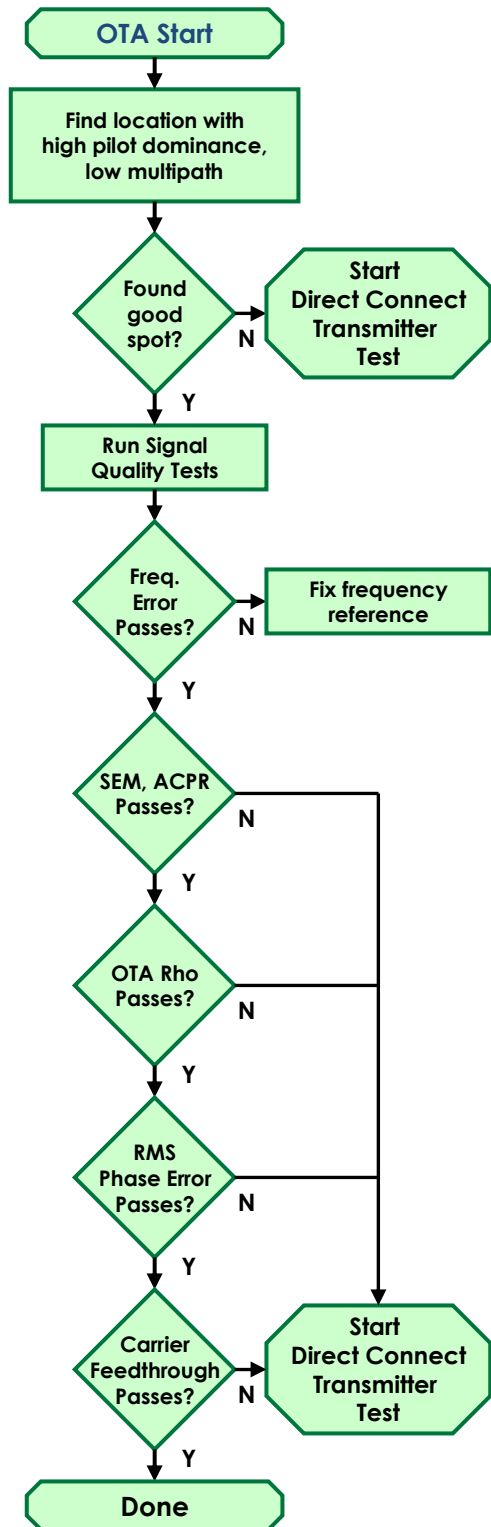 OTA Start
Find location with
high pilot dominance,
low multipath
Found
good
spot?
N
Start
Direct Connect
Transmitter
Test
Y
Run Signal
Quality Tests
Freq.
Error
Passes?
N
Fix frequency
reference
Y
SEM, ACPR
Passes?
N
Y
OTA Rho
Passes?
N
Y
RMS
Phase Error
Passes?
N
Y
Carrier
Feedthrough
Passes?
N
Start
Direct Connect
Transmitter
Test
Y
Done